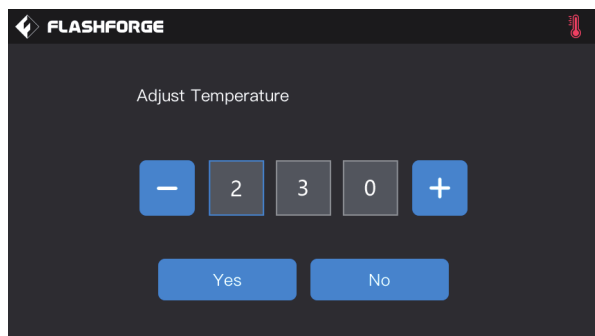 FLASHFORGE
Adjust Temperature
− 2 3 0 +
Yes No